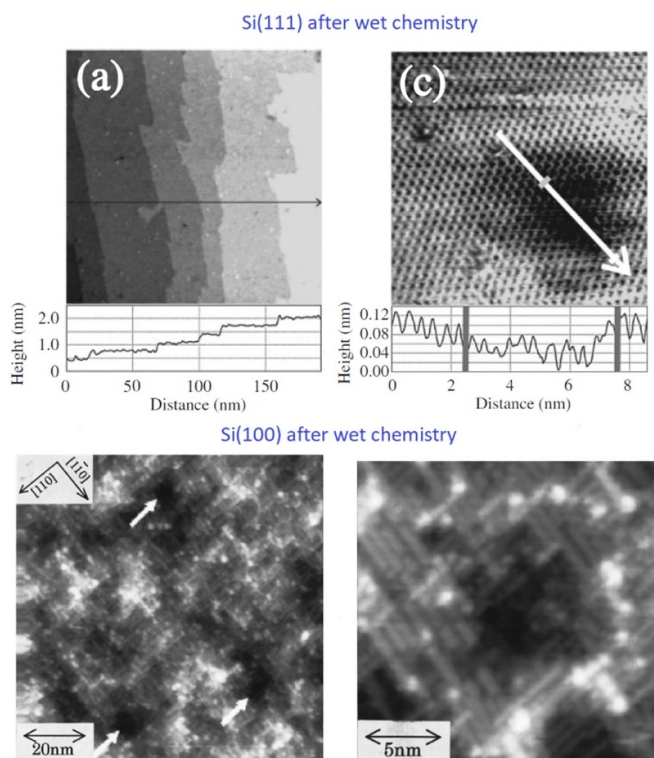 Si(111) after wet chemistry
(a)
(c)
Height (nm)
2.0
1.0
0
0 50 100 150
Distance (nm)
Height (nm)
0.12
0.08
0.04
0.00
0 2 4 6 8
Distance (nm)
Si(100) after wet chemistry
[110]
[11̄0]
20nm
5nm